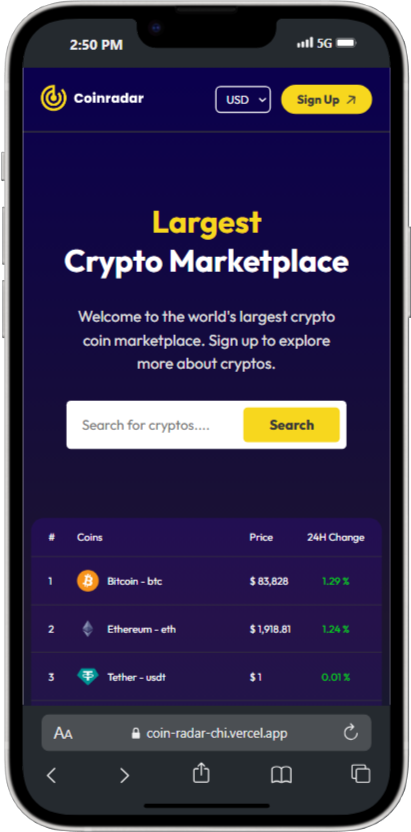 2:50 PM 5G
Coinradar USD Sign Up
Largest
Crypto Marketplace
Welcome to the world's largest crypto
coin marketplace. Sign up to explore
more about cryptos.
Search for cryptos.... Search
# Coins Price 24H Change
1 Bitcoin - btc $ 83,828 1.29 %
2 Ethereum - eth $ 1,918.81 1.24 %
3 Tether - usdt $ 1 0.01 %
AA coin-radar-chi.vercel.app